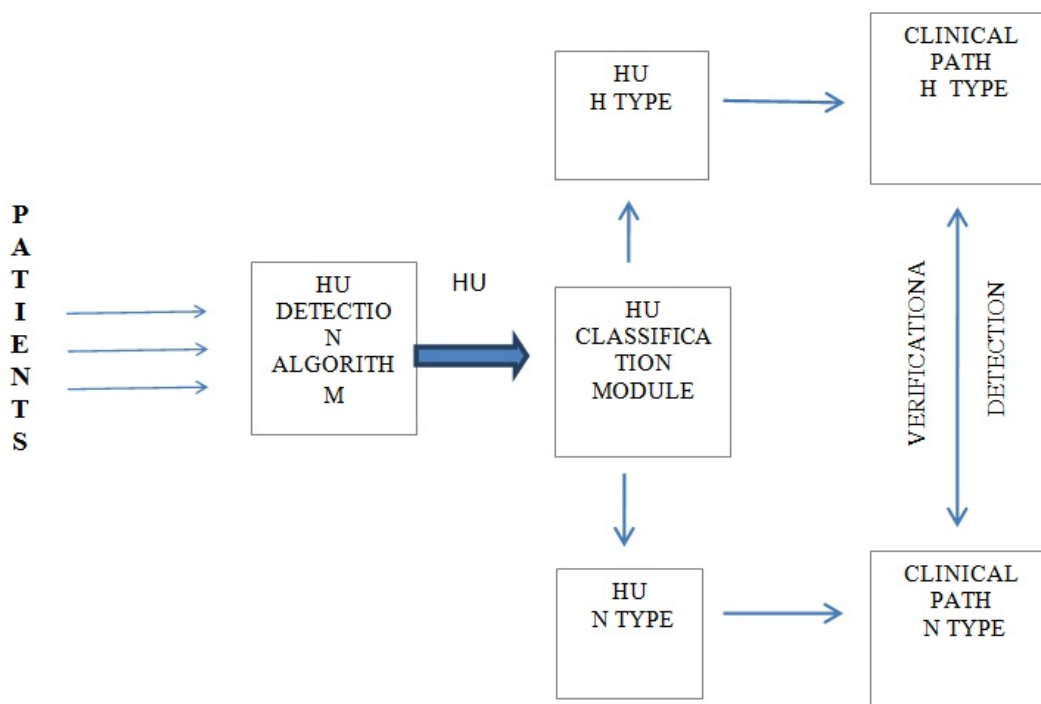 PATIENTS
HU
DETECTIO
N
ALGORITH
M
HU
HU
H TYPE
HU
CLASSIFICA
TION
MODULE
HU
N TYPE
CLINICAL
PATH
H TYPE
VERIFICATIONA
DETECTION
CLINICAL
PATH
N TYPE